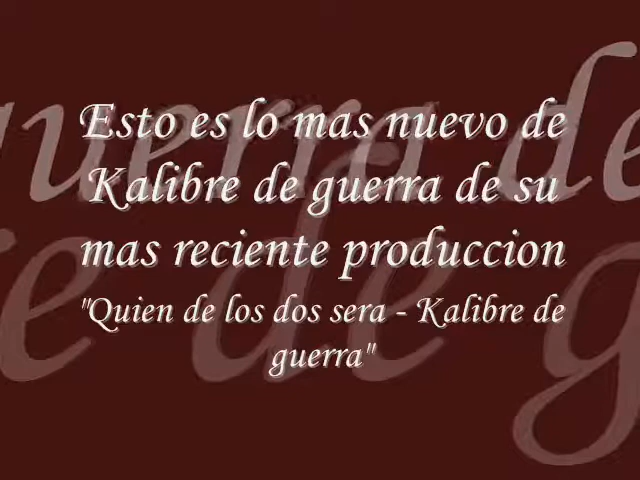 Esto es lo mas nuevo de
Kalibre de guerra de su
mas reciente produccion
"Quien de los dos sera - Kalibre de
guerra"